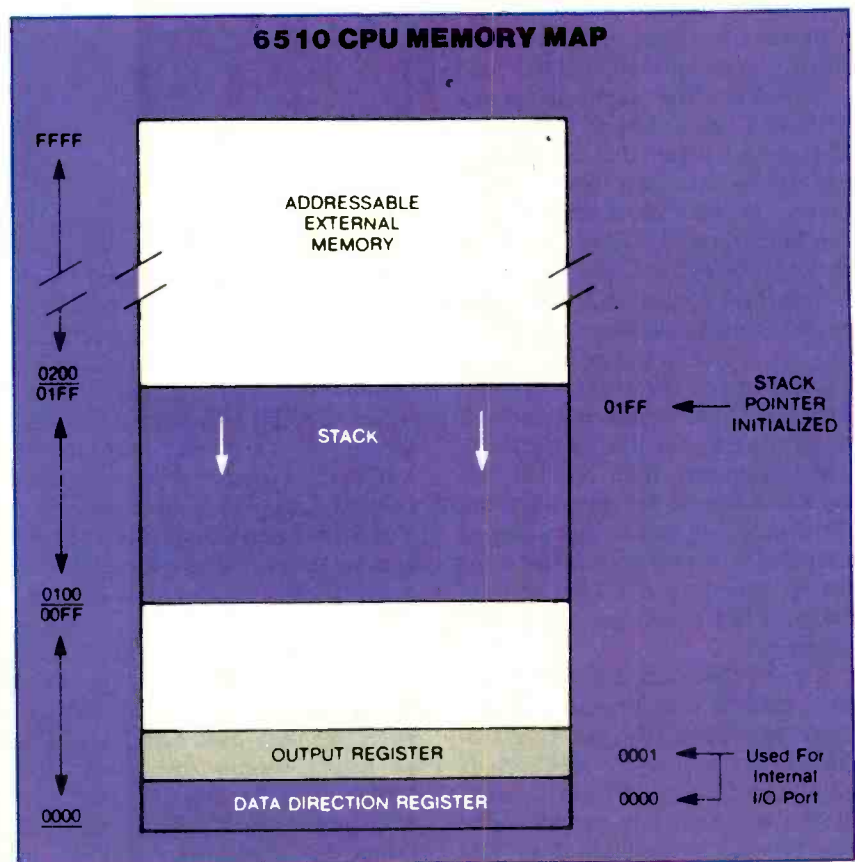 6510 CPU MEMORY MAP
FFFF
ADDRESSABLE
EXTERNAL
MEMORY
0200
01FF
STACK
01FF
STACK
POINTER
INITIALIZED
0100
00FF
OUTPUT REGISTER
0001
Used For
Internal
I/O Port
DATA DIRECTION REGISTER
0000
0000